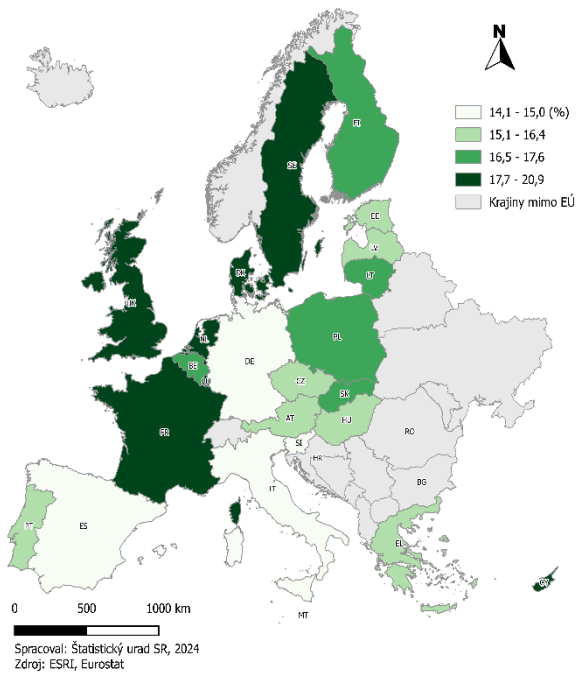 N
14,1 - 15,0 (%)
15,1 - 16,4
16,5 - 17,6
17,7 - 20,9
Krajiny mimo EÚ
FI
SE
EE
LV
DK
LT
UK
NL
PL
DE
BE
LU
CZ
SK
AT
HU
FR
SI
RO
HR
IT
BG
PT
ES
EL
CY
MT
0 500 1000 km
Spracoval: Štatistický urad SR, 2024
Zdroj: ESRI, Eurostat